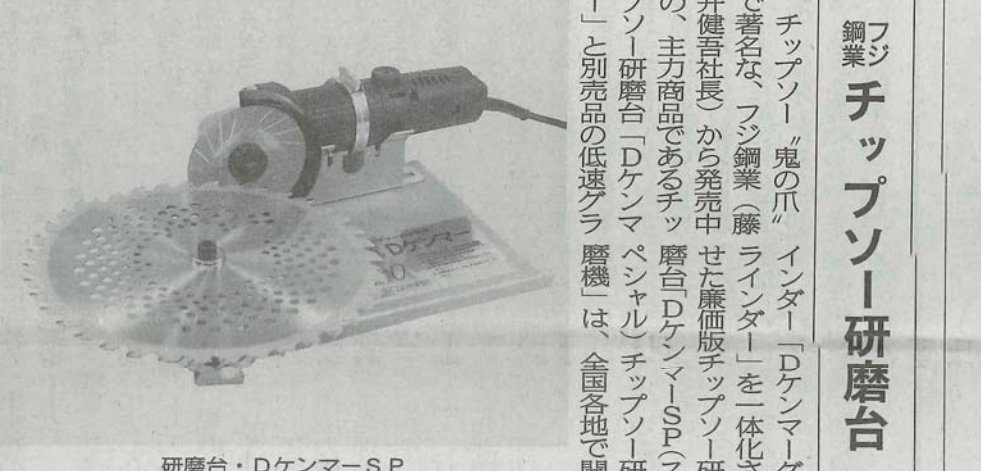 フジ
鋼業
チップソー研磨台
チップソー〝鬼の爪〟
で著名な、フジ鋼業(藤
井健吾社長)から発売中
の、主力商品であるチッ
プソー研磨台「Dケンマ
ー」と別売品の低速グラ
インダー「Dケンマーグ
ラインダー」を一体化さ
せた廉価版チップソー研
磨台「DケンマーSP(ス
ペシャル)チップソー研
磨機」は、全国各地で開
Dケンマー
研磨台・DケンマーSP